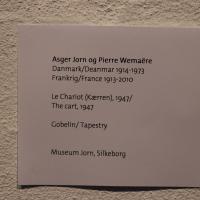 Asger Jorn og Pierre Wemaëre
Danmark/Deanmar 1914-1973
Frankrig/France 1913-2010
Le Chariot (Kærren), 1947/
The cart, 1947
Gobelin/ Tapestry
Museum Jorn, Silkeborg